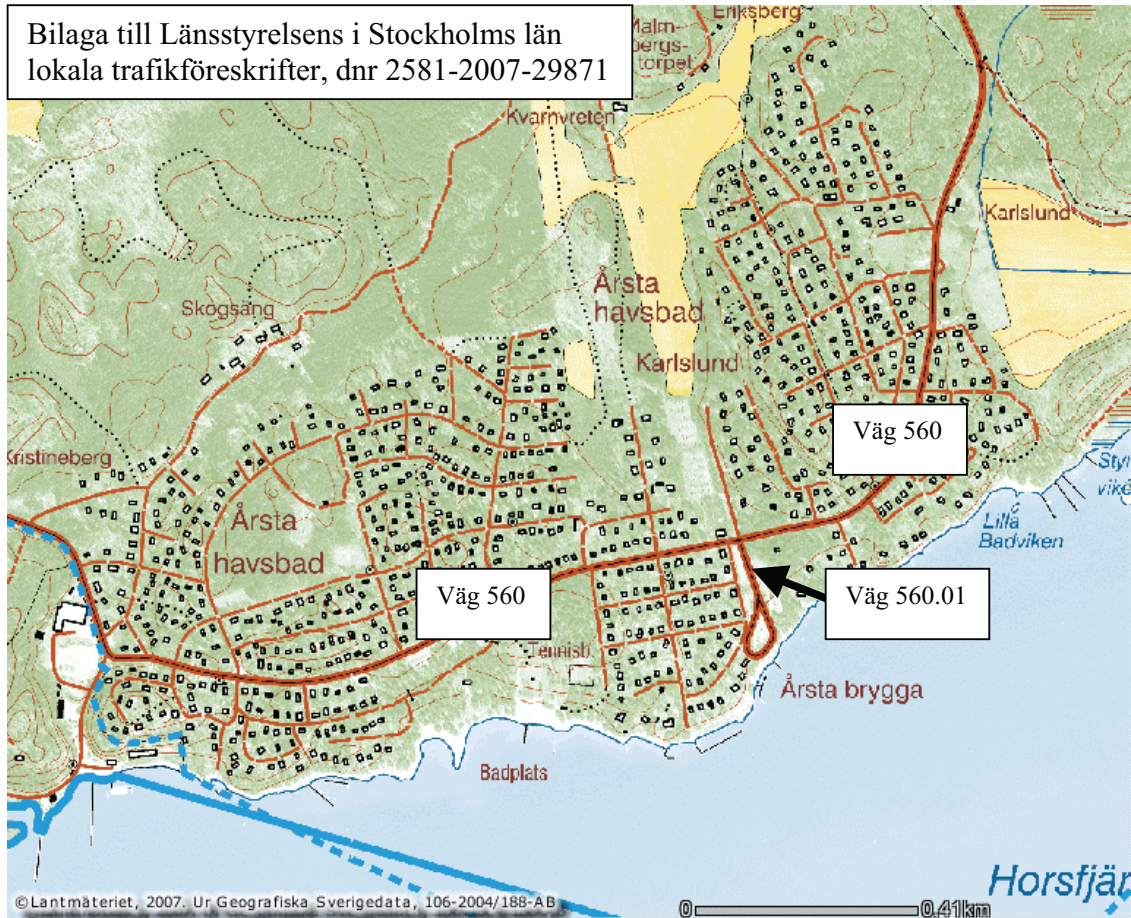 Bilaga till Länsstyrelsens i Stockholms län
lokala trafikföreskrifter, dnr 2581-2007-29871
Eriksberg
Malm-
bergs-
torpet
Kvarnvreten
Karlslund
Årsta
havsbad
Skogsäng
Karlslund
Väg 560
Kristineberg
Årsta
havsbad
Lilla
Badviken
Väg 560
Väg 560.01
Tennisb.
Årsta brygga
Badplats
Horsfjär
©Lantmäteriet, 2007. Ur Geografiska Sverigedata, 106-2004/188-AB
0
0.41km